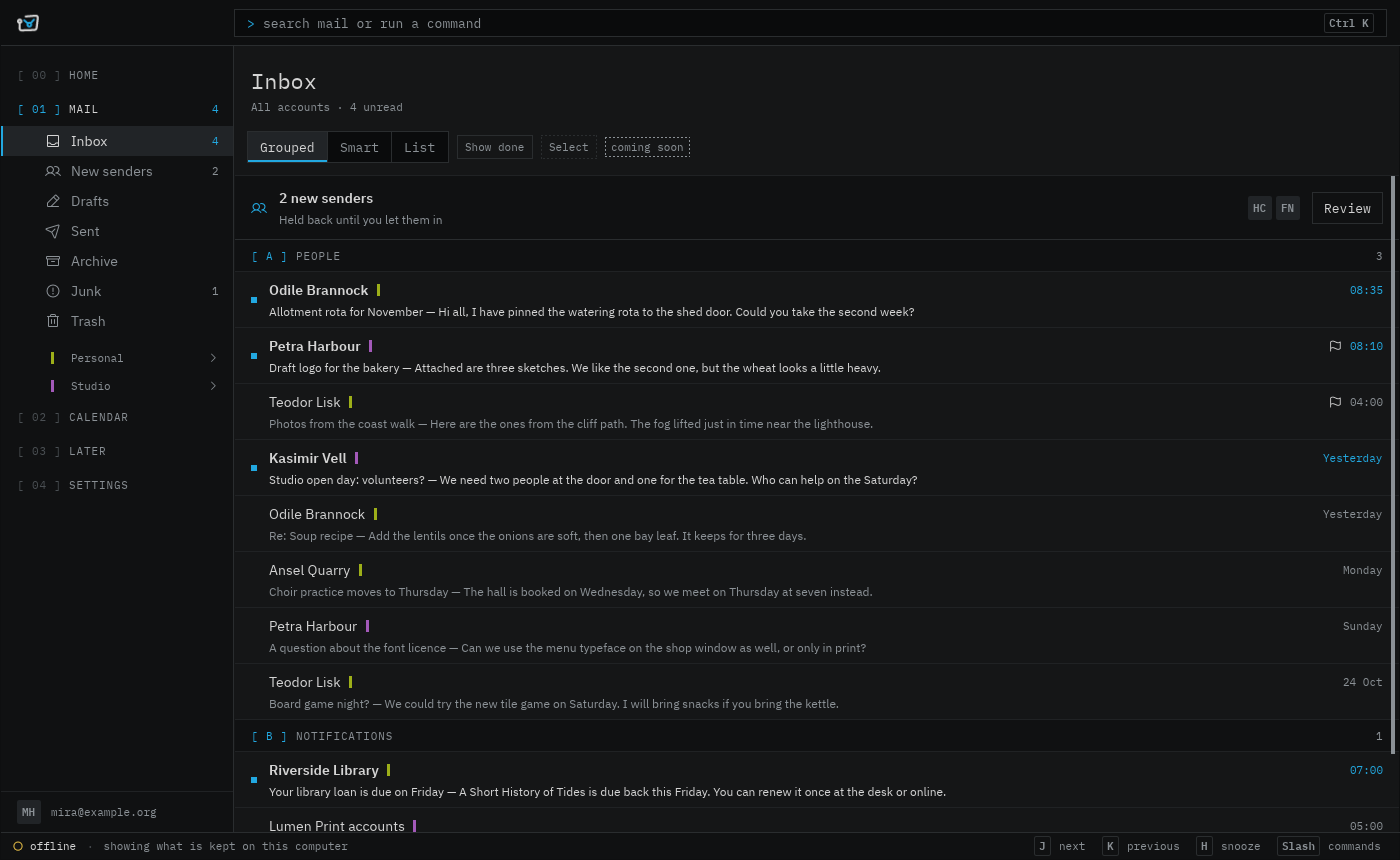 > search mail or run a command
Ctrl K
[ 00 ] HOME
[ 01 ] MAIL 4
Inbox 4
New senders 2
Drafts
Sent
Archive
Junk 1
Trash
Personal
Studio
[ 02 ] CALENDAR
[ 03 ] LATER
[ 04 ] SETTINGS
MH mira@example.org
Inbox
All accounts · 4 unread
Grouped Smart List Show done Select coming soon
2 new senders
Held back until you let them in
HC FN Review
[ A ] PEOPLE 3
Odile Brannock 08:35
Allotment rota for November — Hi all, I have pinned the watering rota to the shed door. Could you take the second week?
Petra Harbour 08:10
Draft logo for the bakery — Attached are three sketches. We like the second one, but the wheat looks a little heavy.
Teodor Lisk 04:00
Photos from the coast walk — Here are the ones from the cliff path. The fog lifted just in time near the lighthouse.
Kasimir Vell Yesterday
Studio open day: volunteers? — We need two people at the door and one for the tea table. Who can help on the Saturday?
Odile Brannock Yesterday
Re: Soup recipe — Add the lentils once the onions are soft, then one bay leaf. It keeps for three days.
Ansel Quarry Monday
Choir practice moves to Thursday — The hall is booked on Wednesday, so we meet on Thursday at seven instead.
Petra Harbour Sunday
A question about the font licence — Can we use the menu typeface on the shop window as well, or only in print?
Teodor Lisk 24 Oct
Board game night? — We could try the new tile game on Saturday. I will bring snacks if you bring the kettle.
[ B ] NOTIFICATIONS 1
Riverside Library 07:00
Your library loan is due on Friday — A Short History of Tides is due back this Friday. You can renew it once at the desk or online.
Lumen Print accounts 05:00
offline · showing what is kept on this computer
J next K previous H snooze Slash commands